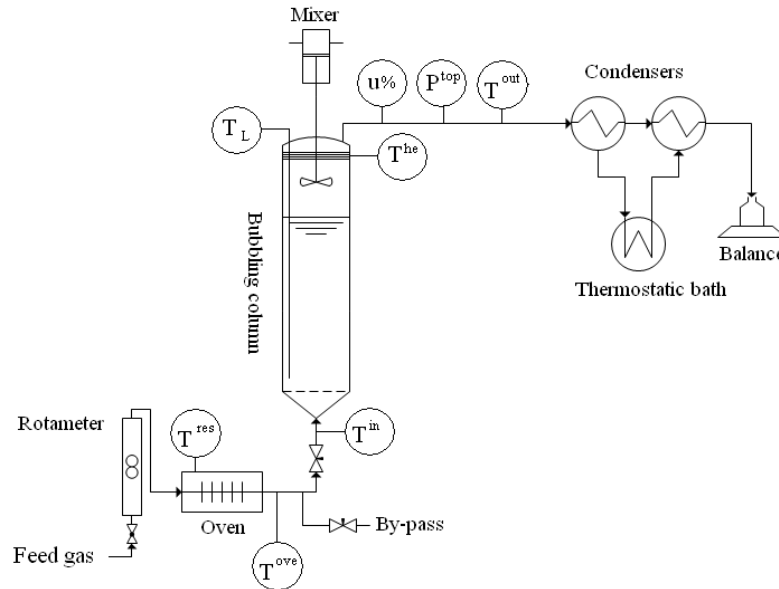 Mixer
u%
P top
T out
Condensers
T L
T he
Bubbling column
Balance
Thermostatic bath
Rotameter
T res
T in
Oven
By-pass
Feed gas
T ove